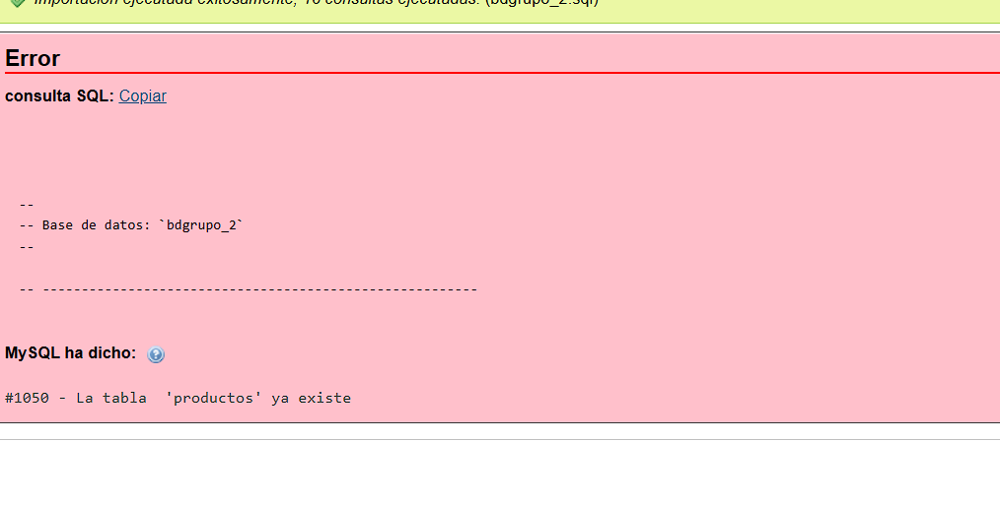 Importación ejecutada exitosamente, 16 consultas ejecutadas. (bdgrupo_2.sql)
Error
consulta SQL: Copiar
--
-- Base de datos: `bdgrupo_2`
--
-- --------------------------------------------------------
MySQL ha dicho:
#1050 - La tabla 'productos' ya existe